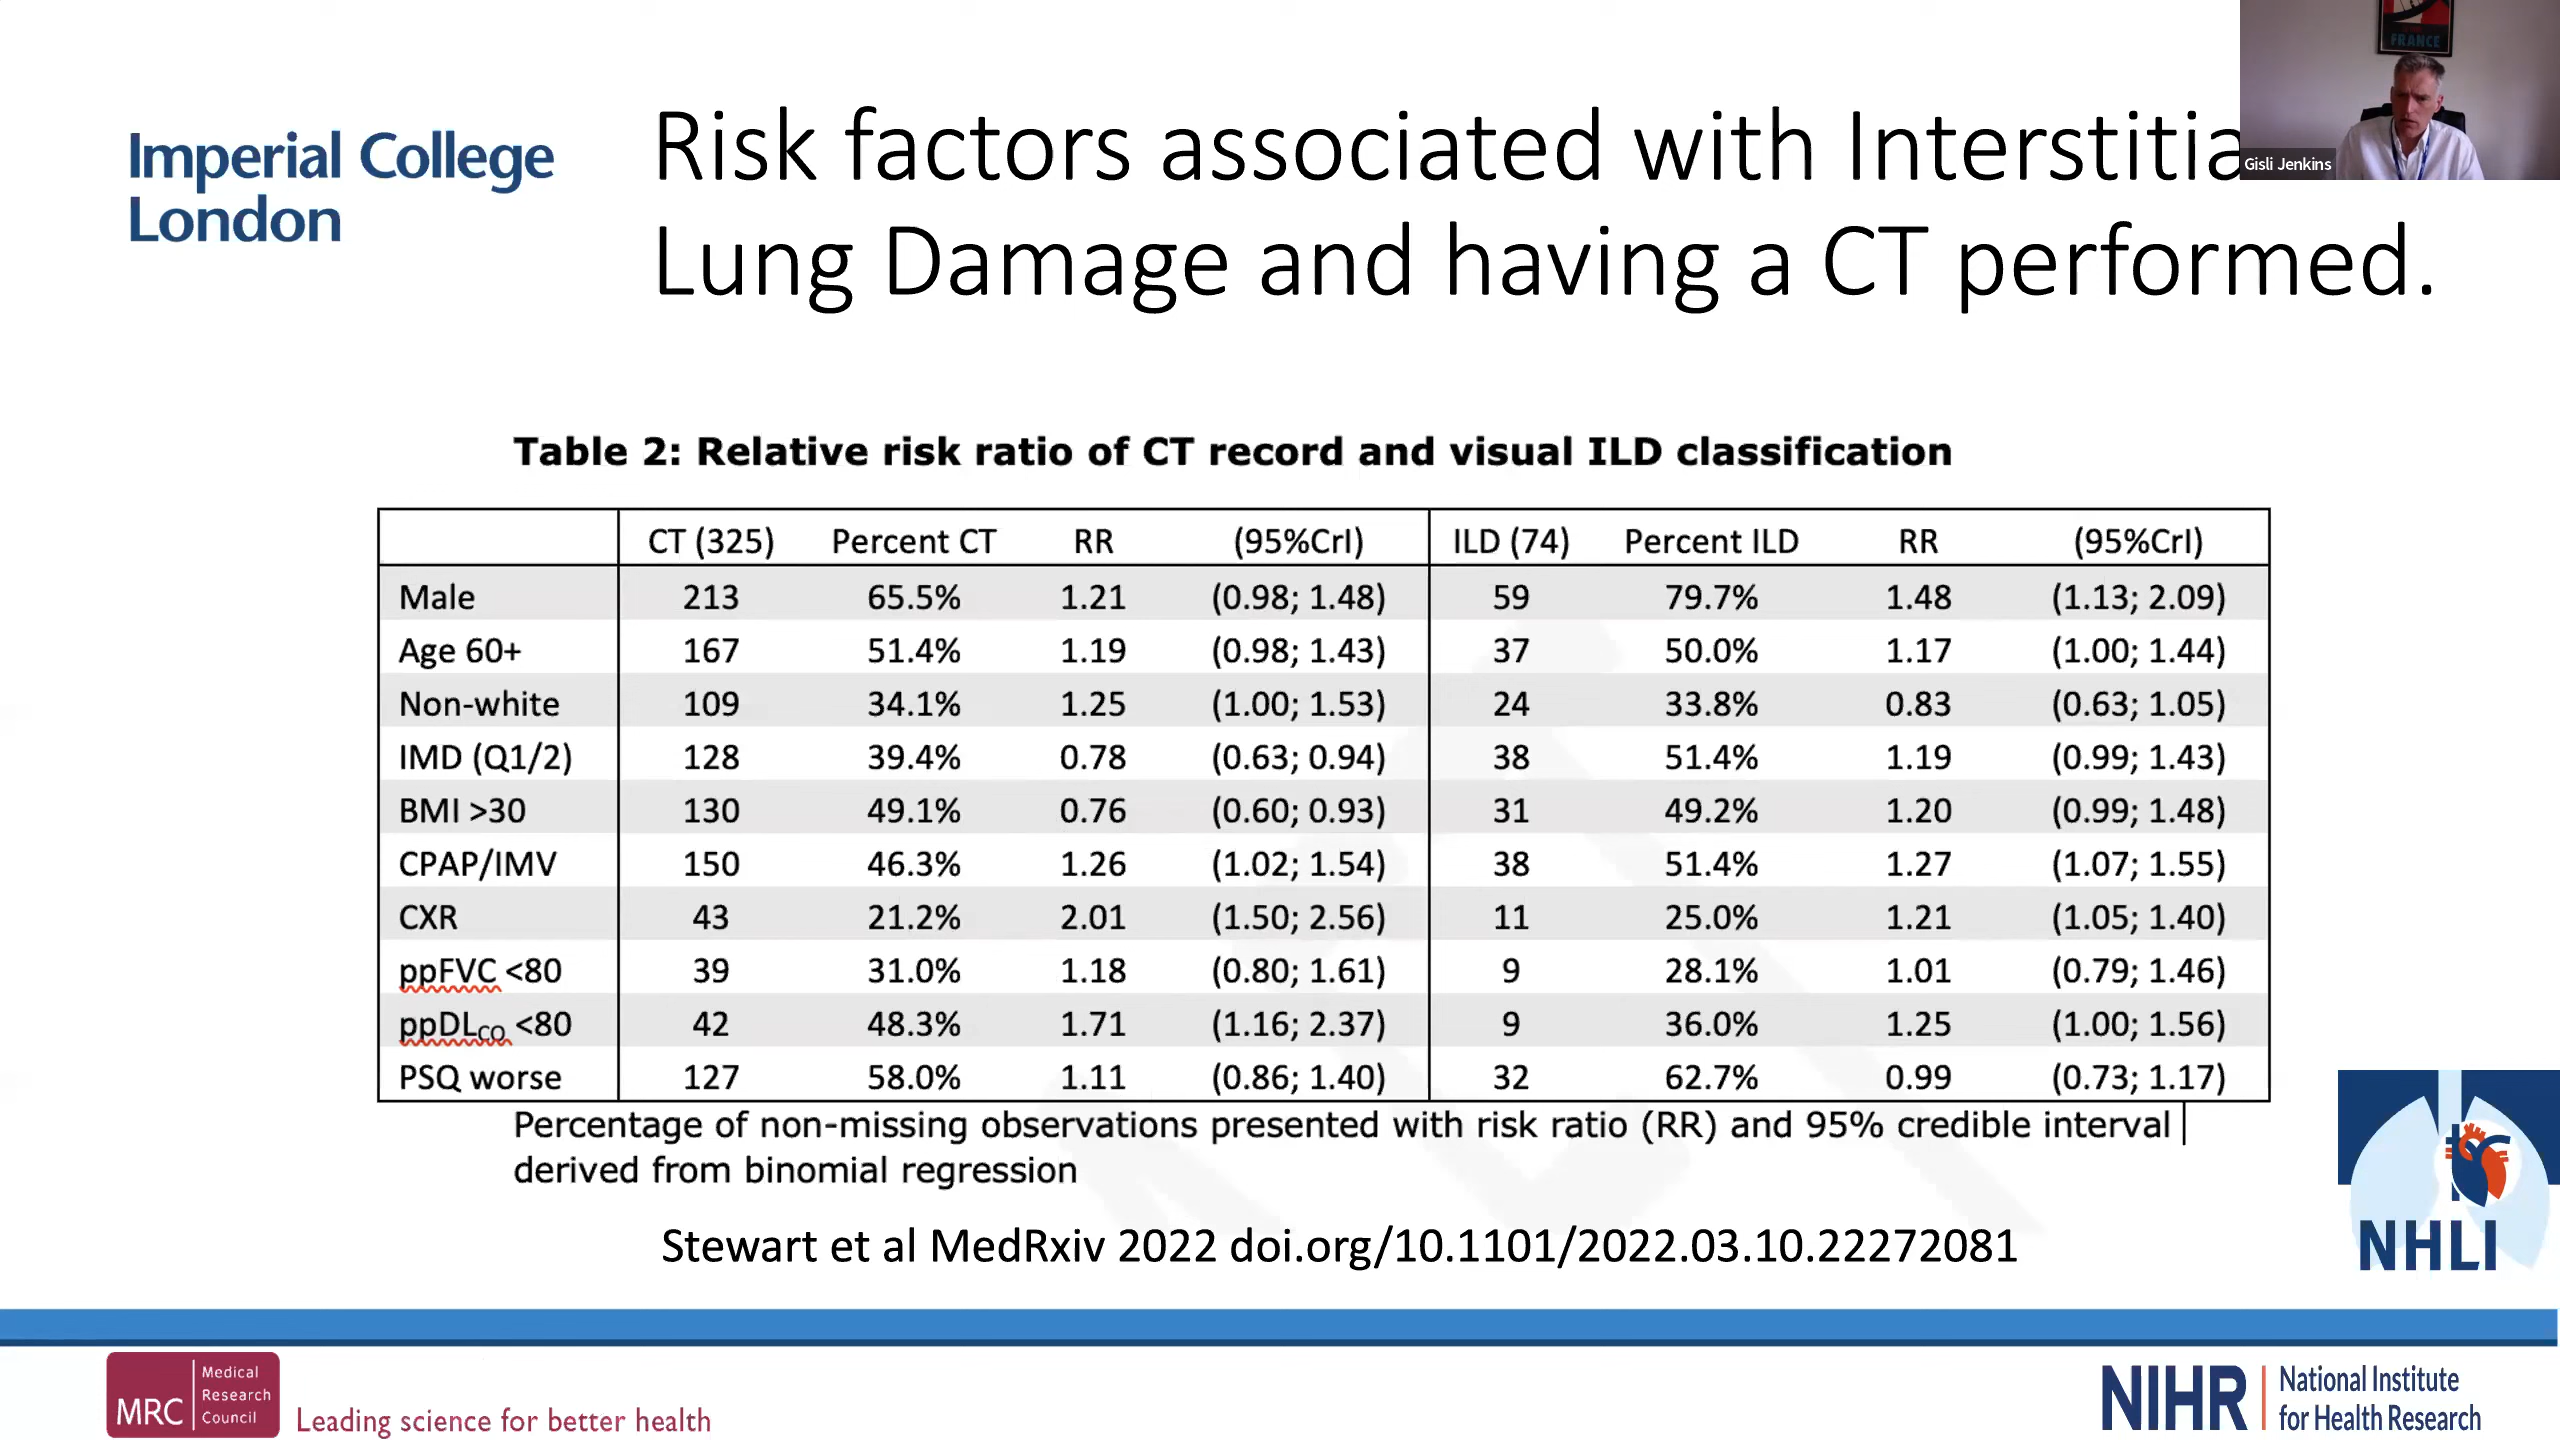 FRANCE
Gisli Jenkins
Imperial College
London
Risk factors associated with Interstitia
Lung Damage and having a CT performed.
Table 2: Relative risk ratio of CT record and visual ILD classification
CT (325) Percent CT RR (95%CrI) ILD (74) Percent ILD RR (95%CrI)
Male 213 65.5% 1.21 (0.98; 1.48) 59 79.7% 1.48 (1.13; 2.09)
Age 60+ 167 51.4% 1.19 (0.98; 1.43) 37 50.0% 1.17 (1.00; 1.44)
Non-white 109 34.1% 1.25 (1.00; 1.53) 24 33.8% 0.83 (0.63; 1.05)
IMD (Q1/2) 128 39.4% 0.78 (0.63; 0.94) 38 51.4% 1.19 (0.99; 1.43)
BMI >30 130 49.1% 0.76 (0.60; 0.93) 31 49.2% 1.20 (0.99; 1.48)
CPAP/IMV 150 46.3% 1.26 (1.02; 1.54) 38 51.4% 1.27 (1.07; 1.55)
CXR 43 21.2% 2.01 (1.50; 2.56) 11 25.0% 1.21 (1.05; 1.40)
ppFVC <80 39 31.0% 1.18 (0.80; 1.61) 9 28.1% 1.01 (0.79; 1.46)
ppDLCO <80 42 48.3% 1.71 (1.16; 2.37) 9 36.0% 1.25 (1.00; 1.56)
PSQ worse 127 58.0% 1.11 (0.86; 1.40) 32 62.7% 0.99 (0.73; 1.17)
Percentage of non-missing observations presented with risk ratio (RR) and 95% credible interval
derived from binomial regression
Stewart et al MedRxiv 2022 doi.org/10.1101/2022.03.10.22272081
NHLI
MRC
Medical
Research
Council
Leading science for better health
NIHR
National Institute
for Health Research